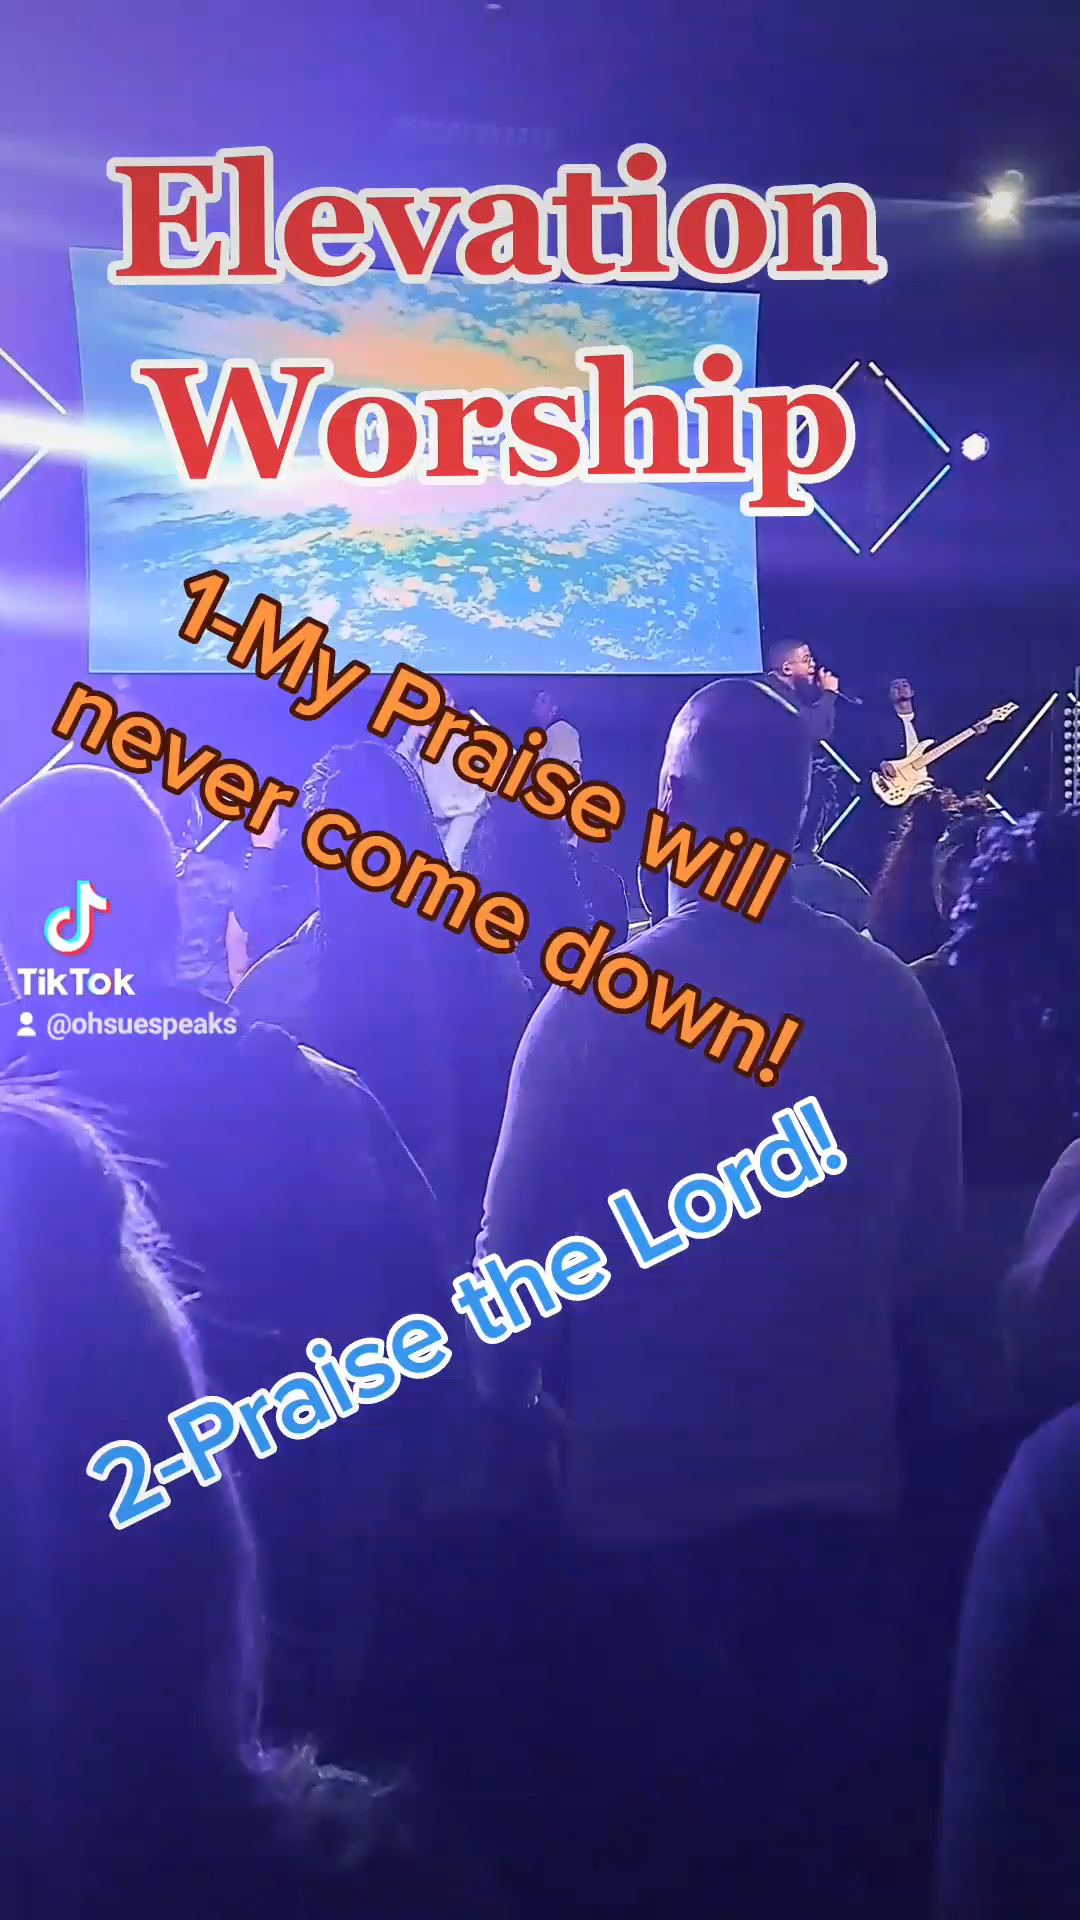 Elevation
Worship
1-My Praise will
never come down!
2-Praise the Lord!
TikTok
@ohsuespeaks